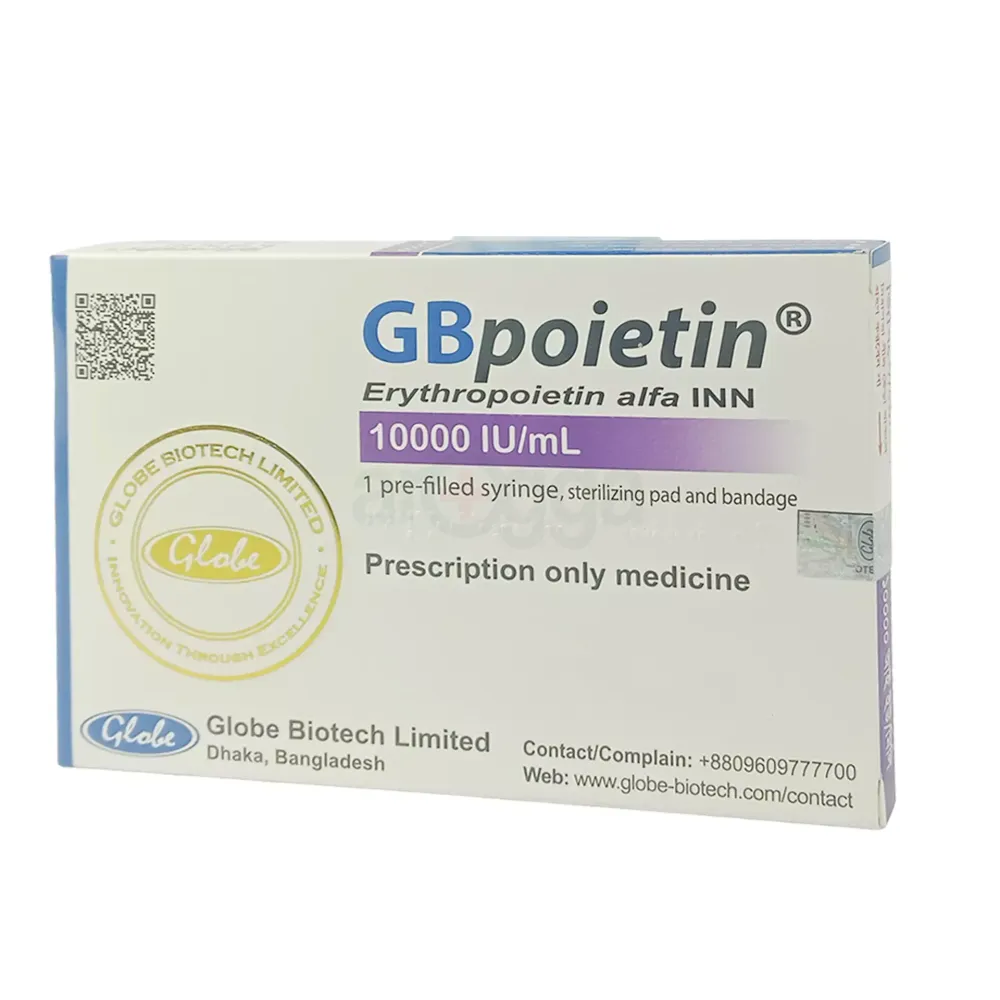 GBpoietin®
Erythropoietin alfa INN
10000 IU/mL
1 pre-filled syringe, sterilizing pad and bandage
Prescription only medicine
GLOBE BIOTECH LIMITED
Globe
INNOVATION THROUGH EXCELLENCE
Globe
Globe Biotech Limited
Dhaka, Bangladesh
Contact/Complain: +8809609777700
Web: www.globe-biotech.com/contact